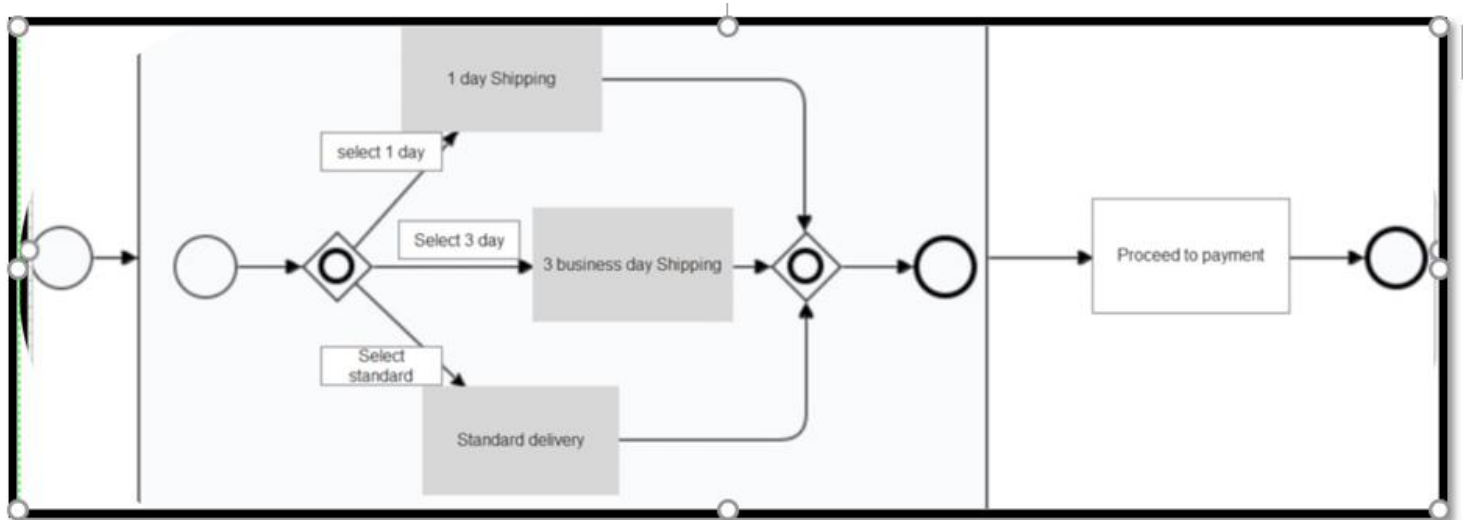 1 day Shipping
select 1 day
Select 3 day
3 business day Shipping
Proceed to payment
Select
standard
Standard delivery